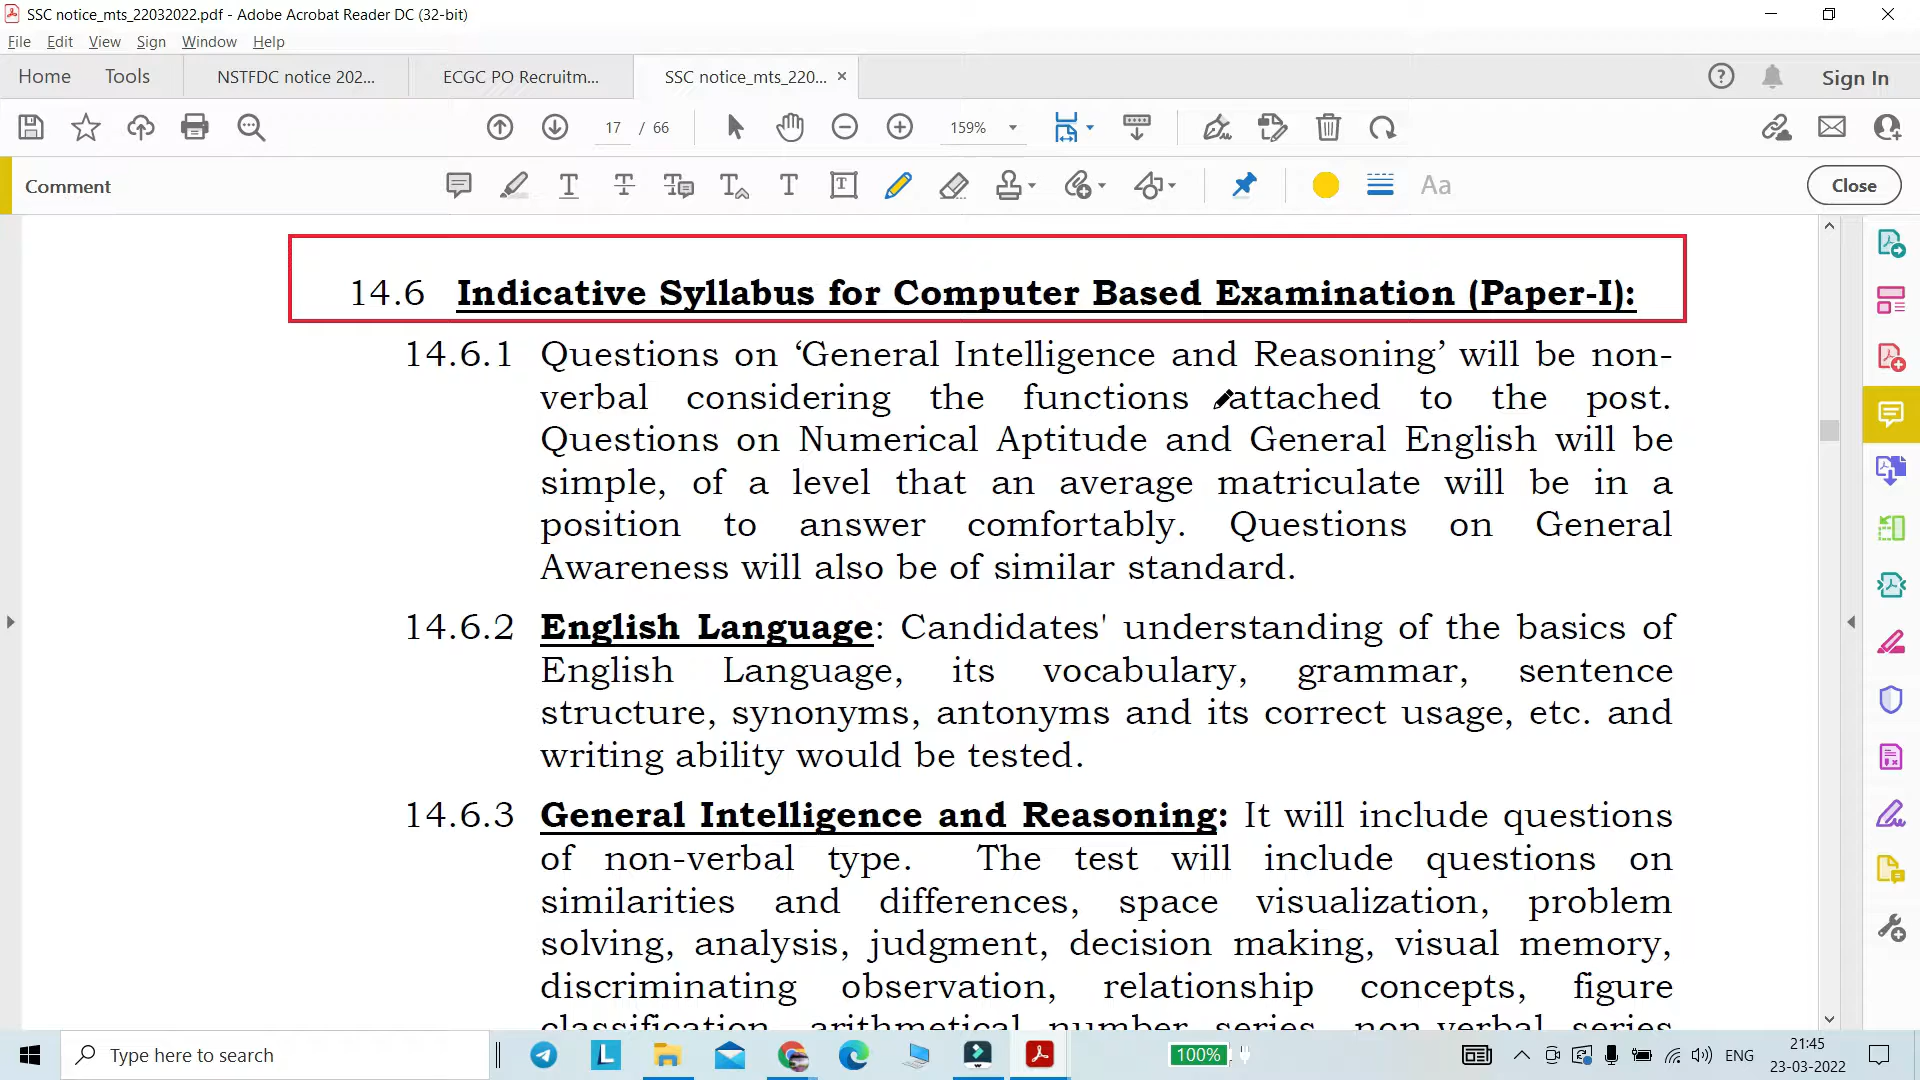 SSC notice_mts_22032022.pdf - Adobe Acrobat Reader DC (32-bit)
File Edit View Sign Window Help
Home Tools NSTFDC notice 202... ECGC PO Recruitm... SSC notice_mts_220... × Sign In
17 / 66 159%
Comment Aa Close
14.6 Indicative Syllabus for Computer Based Examination (Paper-I):
14.6.1 Questions on ‘General Intelligence and Reasoning’ will be non-
verbal considering the functions attached to the post.
Questions on Numerical Aptitude and General English will be
simple, of a level that an average matriculate will be in a
position to answer comfortably. Questions on General
Awareness will also be of similar standard.
14.6.2 English Language: Candidates' understanding of the basics of
English Language, its vocabulary, grammar, sentence
structure, synonyms, antonyms and its correct usage, etc. and
writing ability would be tested.
14.6.3 General Intelligence and Reasoning: It will include questions
of non-verbal type. The test will include questions on
similarities and differences, space visualization, problem
solving, analysis, judgment, decision making, visual memory,
discriminating observation, relationship concepts, figure
classification, arithmetical number series, non-verbal series
Type here to search 100% ENG 21:45
23-03-2022